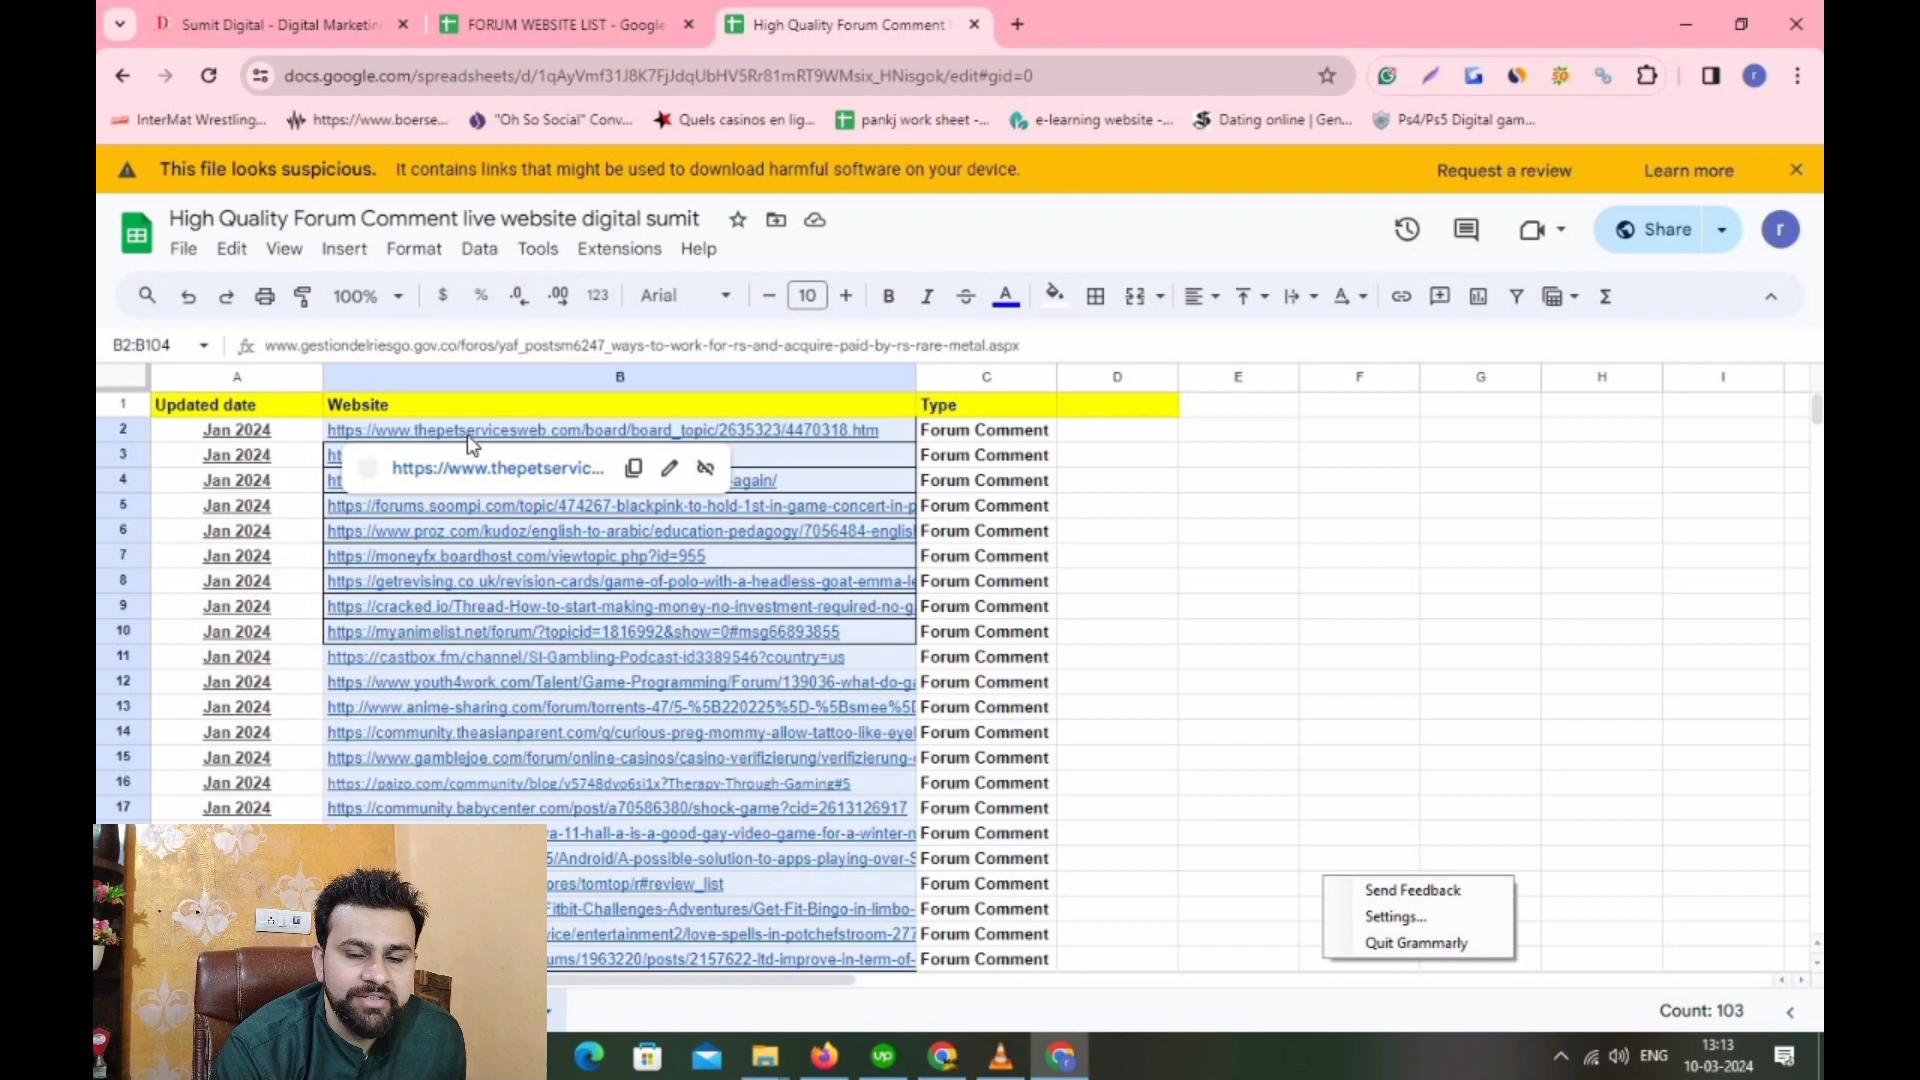 Sumit Digital - Digital Marketin
FORUM WEBSITE LIST - Google
High Quality Forum Comment
docs.google.com/spreadsheets/d/1qAyVmf31J8K7FjJdqUbHV5Rr81mRT9WMsix_HNisgok/edit#gid=0
r
InterMat Wrestling...
https://www.boerse...
"Oh So Social" Conv...
Quels casinos en lig...
pankj work sheet -...
e-learning website -...
Dating online | Gen...
Ps4/Ps5 Digital gam...
This file looks suspicious. It contains links that might be used to download harmful software on your device.
Request a review
Learn more
High Quality Forum Comment live website digital sumit
Share
r
File Edit View Insert Format Data Tools Extensions Help
100% $ % .0 .00 123 Arial 10 B I A
B2:B104 fx www.gestiondelriesgo.gov.co/foros/yaf_postsm6247_ways-to-work-for-rs-and-acquire-paid-by-rs-rare-metal.aspx
A B C D E F G H I
1 Updated date Website Type
2 Jan 2024 https://www.thepetservicesweb.com/board/board_topic/2635323/4470318.htm Forum Comment
3 Jan 2024 ht Forum Comment
https://www.thepetservic...
4 Jan 2024 ht -again/ Forum Comment
5 Jan 2024 https://forums.soompi.com/topic/474267-blackpink-to-hold-1st-in-game-concert-in-p Forum Comment
6 Jan 2024 https://www.proz.com/kudoz/english-to-arabic/education-pedagogy/7056484-englis Forum Comment
7 Jan 2024 https://moneyfx.boardhost.com/viewtopic.php?id=955 Forum Comment
8 Jan 2024 https://getrevising.co.uk/revision-cards/game-of-polo-with-a-headless-goat-emma-le Forum Comment
9 Jan 2024 https://cracked.io/Thread-How-to-start-making-money-no-investment-required-no-g Forum Comment
10 Jan 2024 https://myanimelist.net/forum/?topicid=1816992&show=0#msg66893855 Forum Comment
11 Jan 2024 https://castbox.fm/channel/SI-Gambling-Podcast-id3389546?country=us Forum Comment
12 Jan 2024 https://www.youth4work.com/Talent/Game-Programming/Forum/139036-what-do-ga Forum Comment
13 Jan 2024 http://www.anime-sharing.com/forum/torrents-47/5-%5B220225%5D-%5Bsmee%5D Forum Comment
14 Jan 2024 https://community.theasianparent.com/q/curious-preg-mommy-allow-tattoo-like-eye Forum Comment
15 Jan 2024 https://www.gamblejoe.com/forum/online-casinos/casino-verifizierung/verifizierung- Forum Comment
16 Jan 2024 https://paizo.com/community/blog/v5748dyo6si1x?Therapy-Through-Gaming#5 Forum Comment
17 Jan 2024 https://community.babycenter.com/post/a70586380/shock-game?cid=2613126917 Forum Comment
va-11-hall-a-is-a-good-gay-video-game-for-a-winter-n Forum Comment
5/Android/A-possible-solution-to-apps-playing-over-S Forum Comment
ores/tomtop/r#review_list Forum Comment
Fitbit-Challenges-Adventures/Get-Fit-Bingo-in-limbo- Forum Comment
vice/entertainment2/love-spells-in-potchefstroom-277 Forum Comment
ums/1963220/posts/2157622-ltd-improve-in-term-of- Forum Comment
Send Feedback
Settings...
Quit Grammarly
Count: 103
up
ENG
13:13
10-03-2024